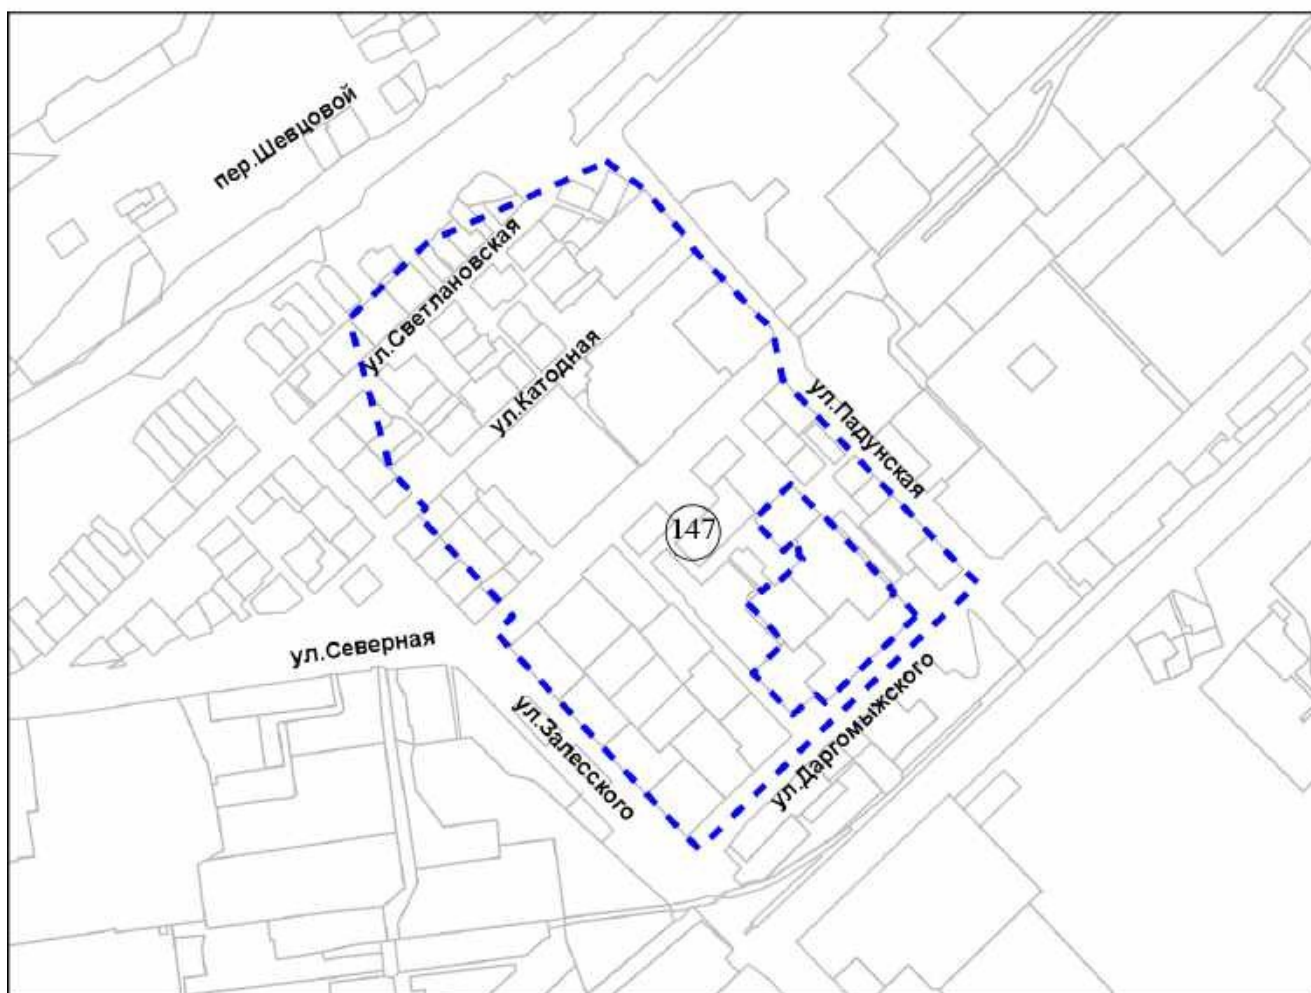 пер.Шевцовой
ул.Светлановская
ул.Катодная
ул.Падунская
147
ул.Северная
ул.Залесского
ул.Даргомыжского